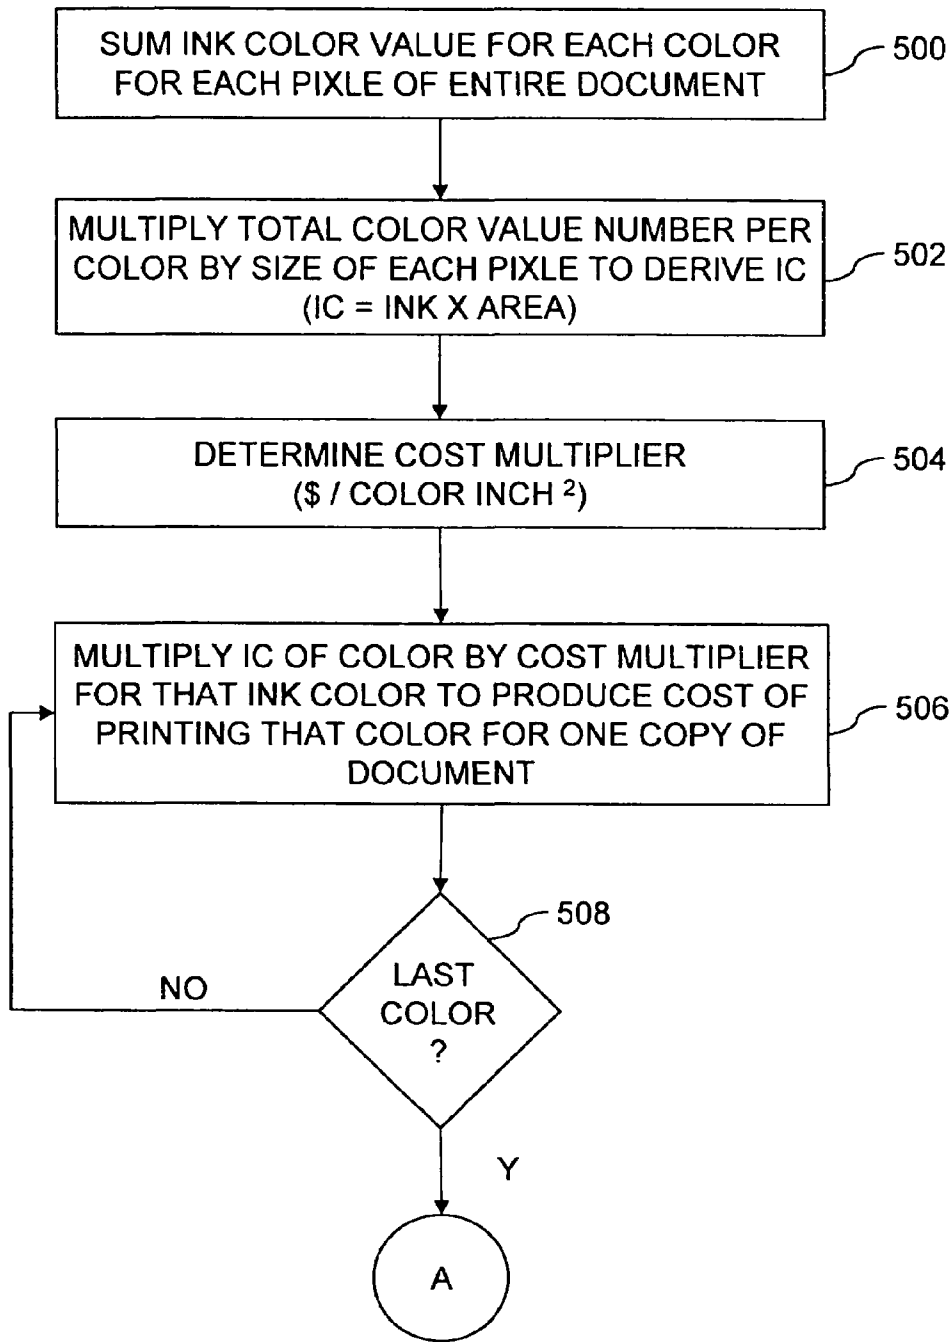 SUM INK COLOR VALUE FOR EACH COLOR
FOR EACH PIXLE OF ENTIRE DOCUMENT
500
MULTIPLY TOTAL COLOR VALUE NUMBER PER
COLOR BY SIZE OF EACH PIXLE TO DERIVE IC
(IC = INK X AREA)
502
DETERMINE COST MULTIPLIER
($ / COLOR INCH ²)
504
MULTIPLY IC OF COLOR BY COST MULTIPLIER
FOR THAT INK COLOR TO PRODUCE COST OF
PRINTING THAT COLOR FOR ONE COPY OF
DOCUMENT
506
508
LAST
COLOR
?
NO
Y
A